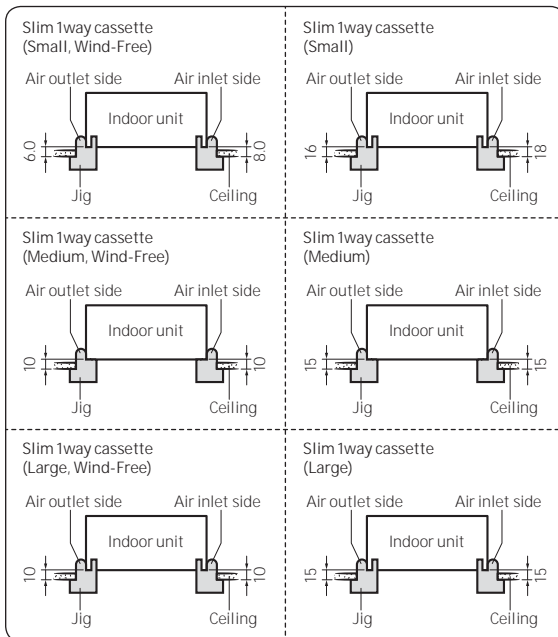 Slim 1way cassette
(Small, Wind-Free)
Air outlet side Air inlet side
Indoor unit
6.0
8.0
Jig Ceiling
Slim 1way cassette
(Small)
Air outlet side Air inlet side
Indoor unit
16
18
Jig Ceiling
Slim 1way cassette
(Medium, Wind-Free)
Air outlet side Air inlet side
Indoor unit
10
10
Jig Ceiling
Slim 1way cassette
(Medium)
Air outlet side Air inlet side
Indoor unit
15
15
Jig Ceiling
Slim 1way cassette
(Large, Wind-Free)
Air outlet side Air inlet side
Indoor unit
10
10
Jig Ceiling
Slim 1way cassette
(Large)
Air outlet side Air inlet side
Indoor unit
15
15
Jig Ceiling